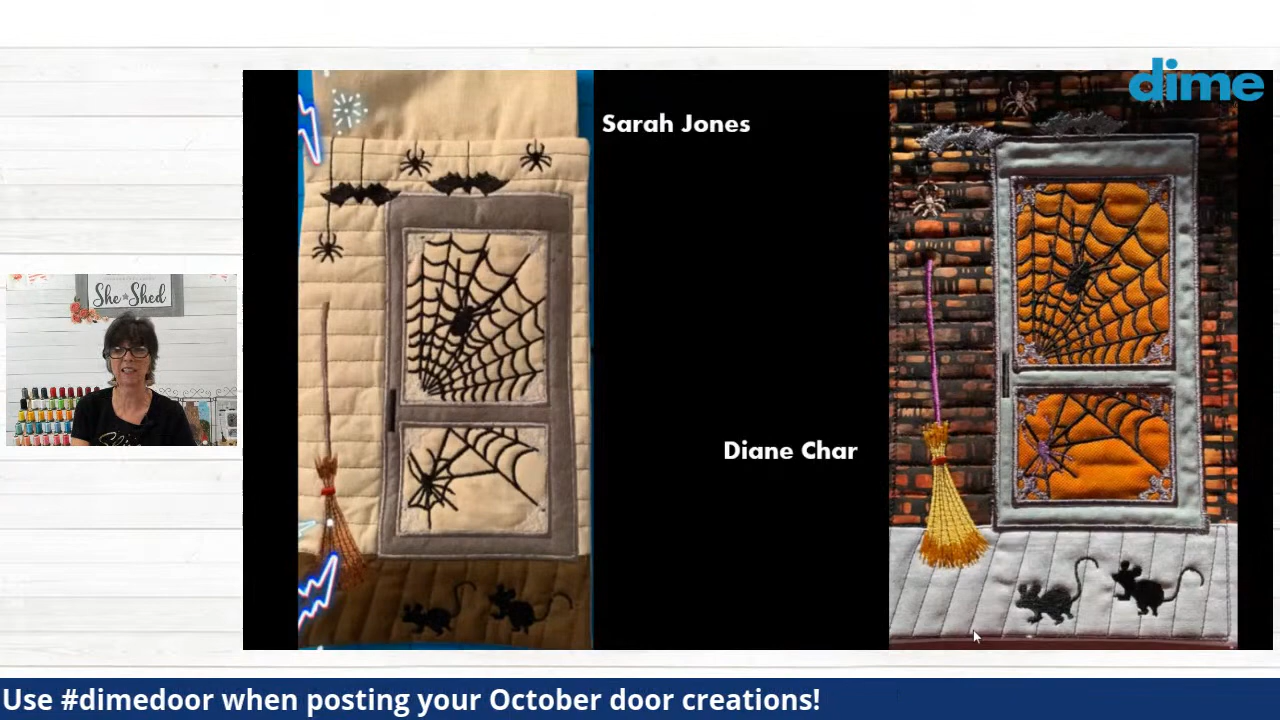 dime
Sarah Jones
She Shed
Diane Char
Use #dimedoor when posting your October door creations!